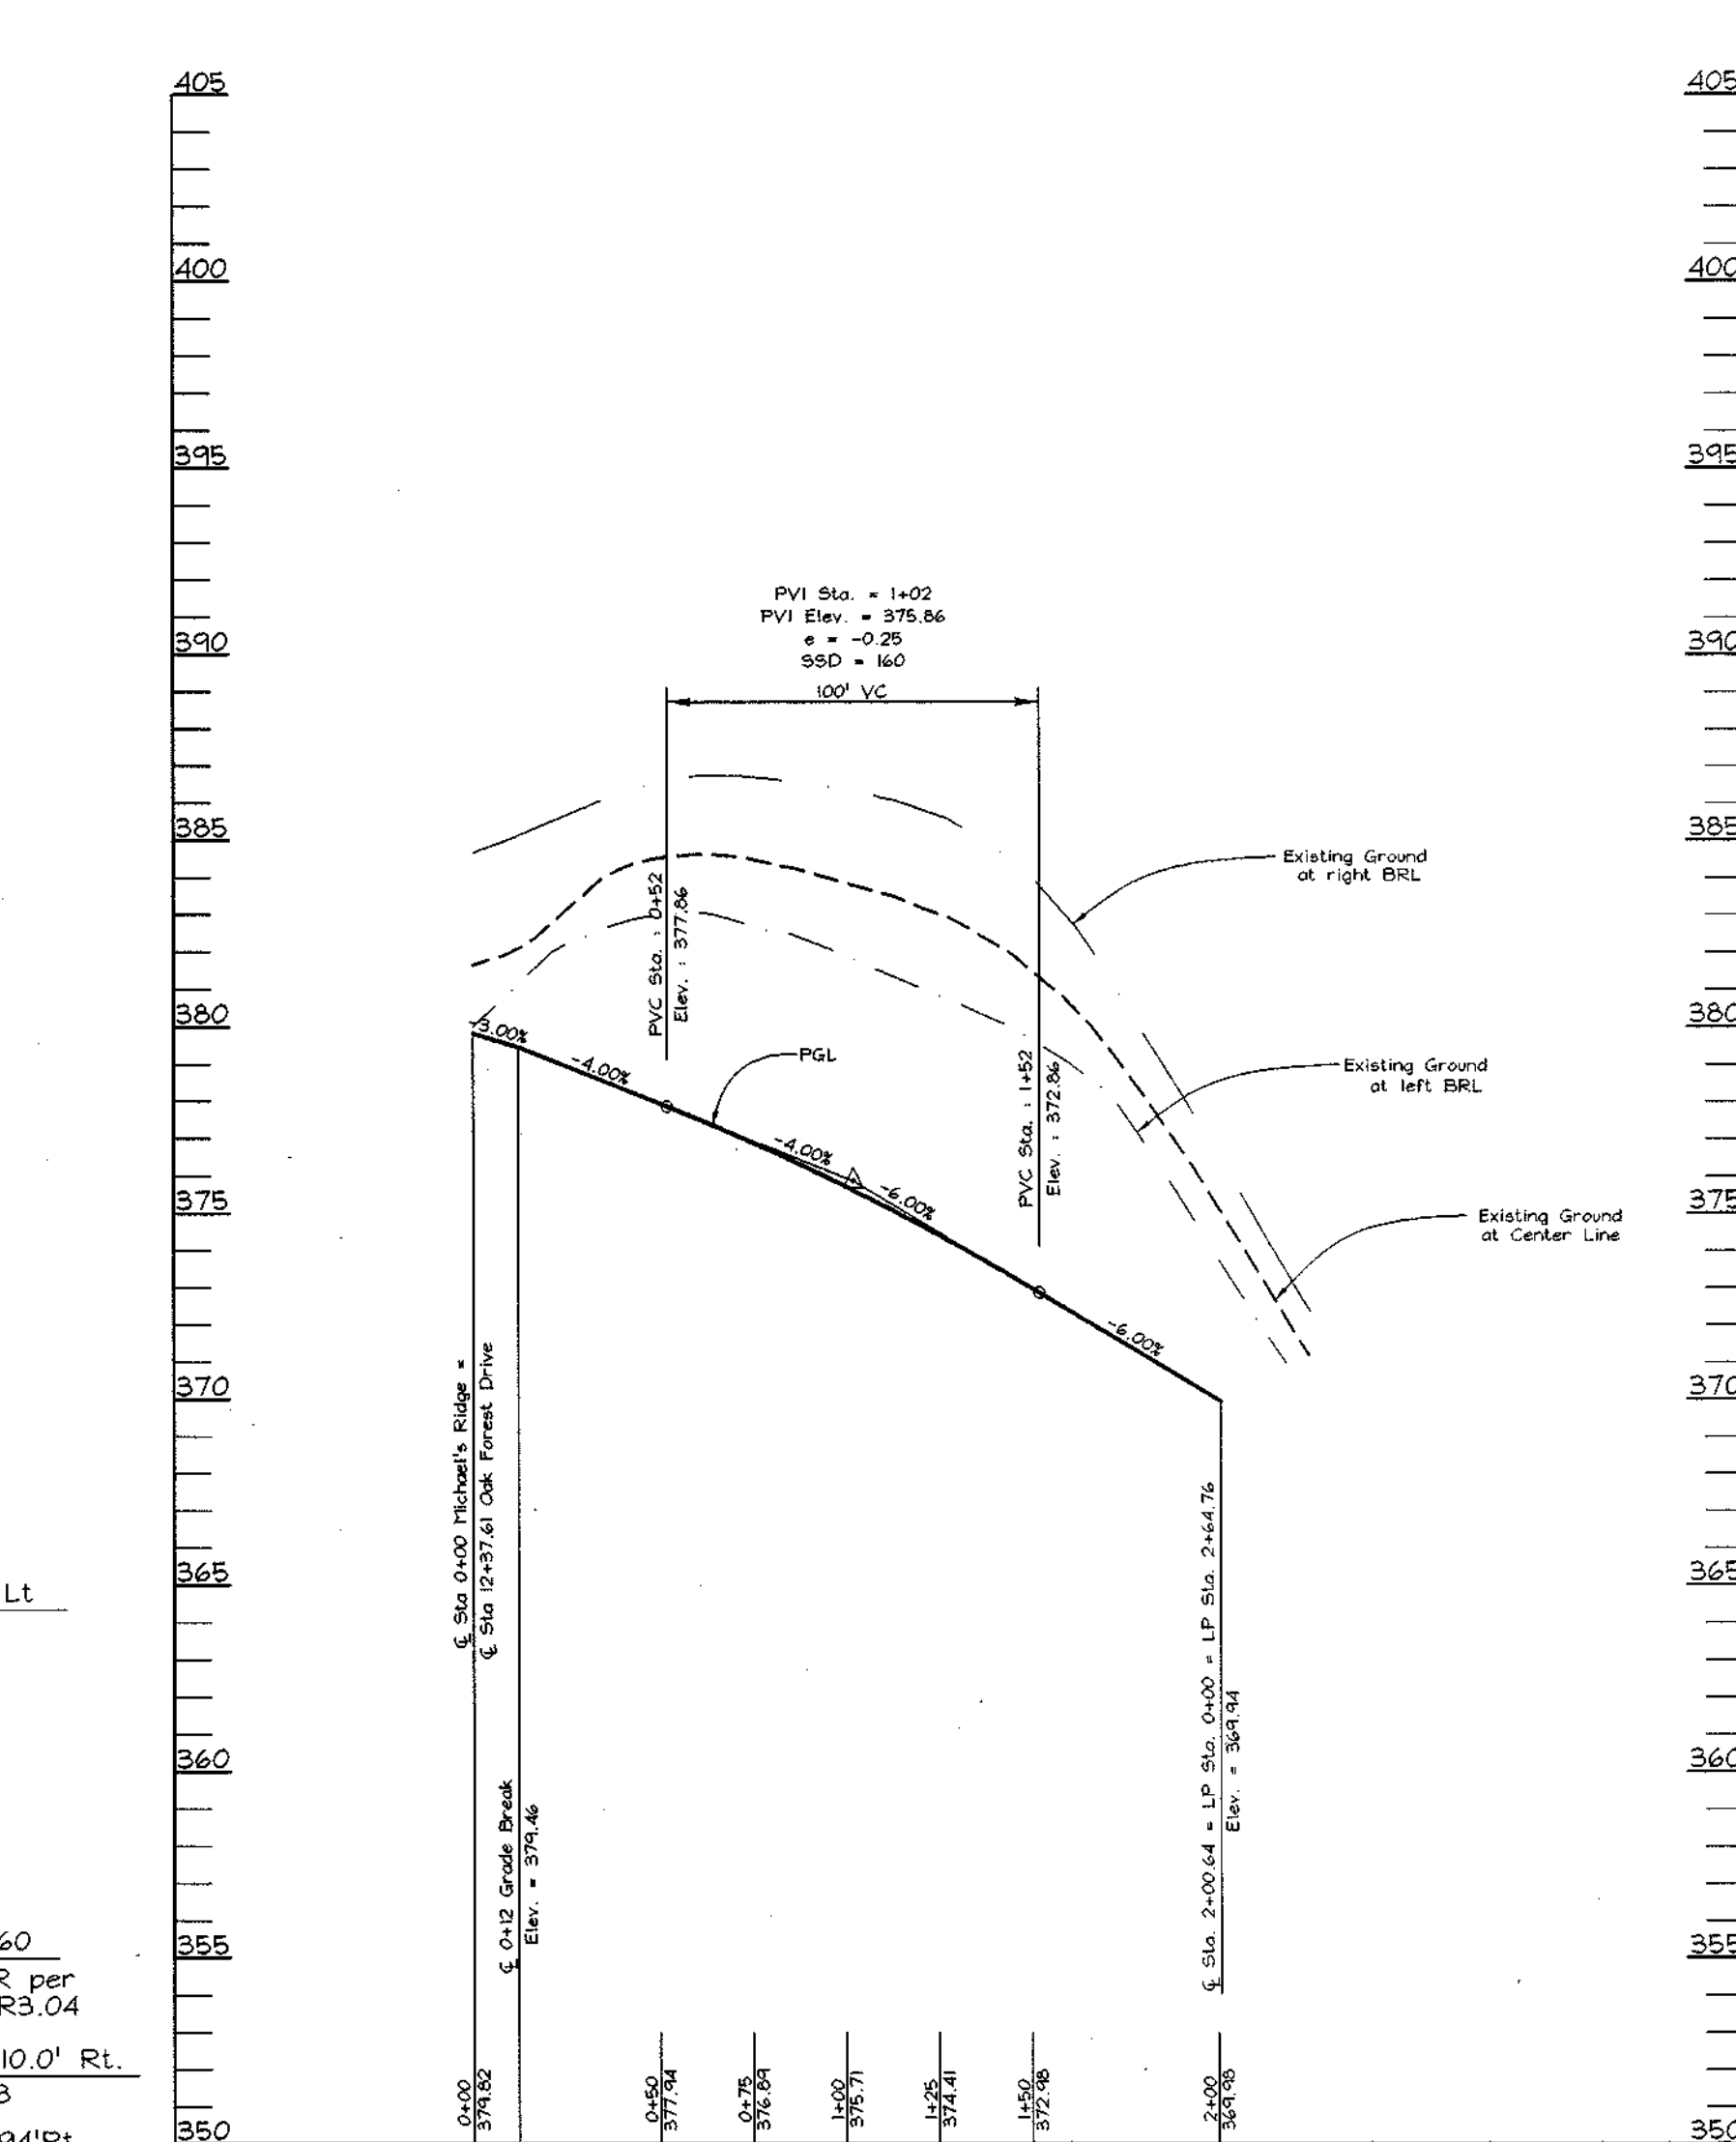 405
405
400
400
395
395
PVI Sta. = 1+02
PVI Elev. = 375.86
e = -0.25
SSD = 160
390
390
100' VC
385
385
Existing Ground
at right BRL
PVC Sta. : 0+52
Elev. : 377.86
380
380
-3.00%
-4.00%
PGL
Existing Ground
at left BRL
PVC Sta. : 1+52
Elev. : 372.86
-4.00%
-6.00%
375
375
Existing Ground
at Center Line
-6.00%
370
370
℄ Sta 0+00 Michael's Ridge =
℄ Sta 12+37.61 Oak Forest Drive
℄ Sta. 2+00.64 = LP Sta. 0+00 = LP Sta. 2+64.76
Elev. = 369.94
Lt
365
365
360
360
℄ 0+12 Grade Break
Elev. = 379.46
60
355
355
R per
R3.04
10.0' Rt.
0+00
379.82
0+50
377.94
0+75
376.89
1+00
375.71
1+25
374.41
1+50
372.98
2+00
369.98
350
350